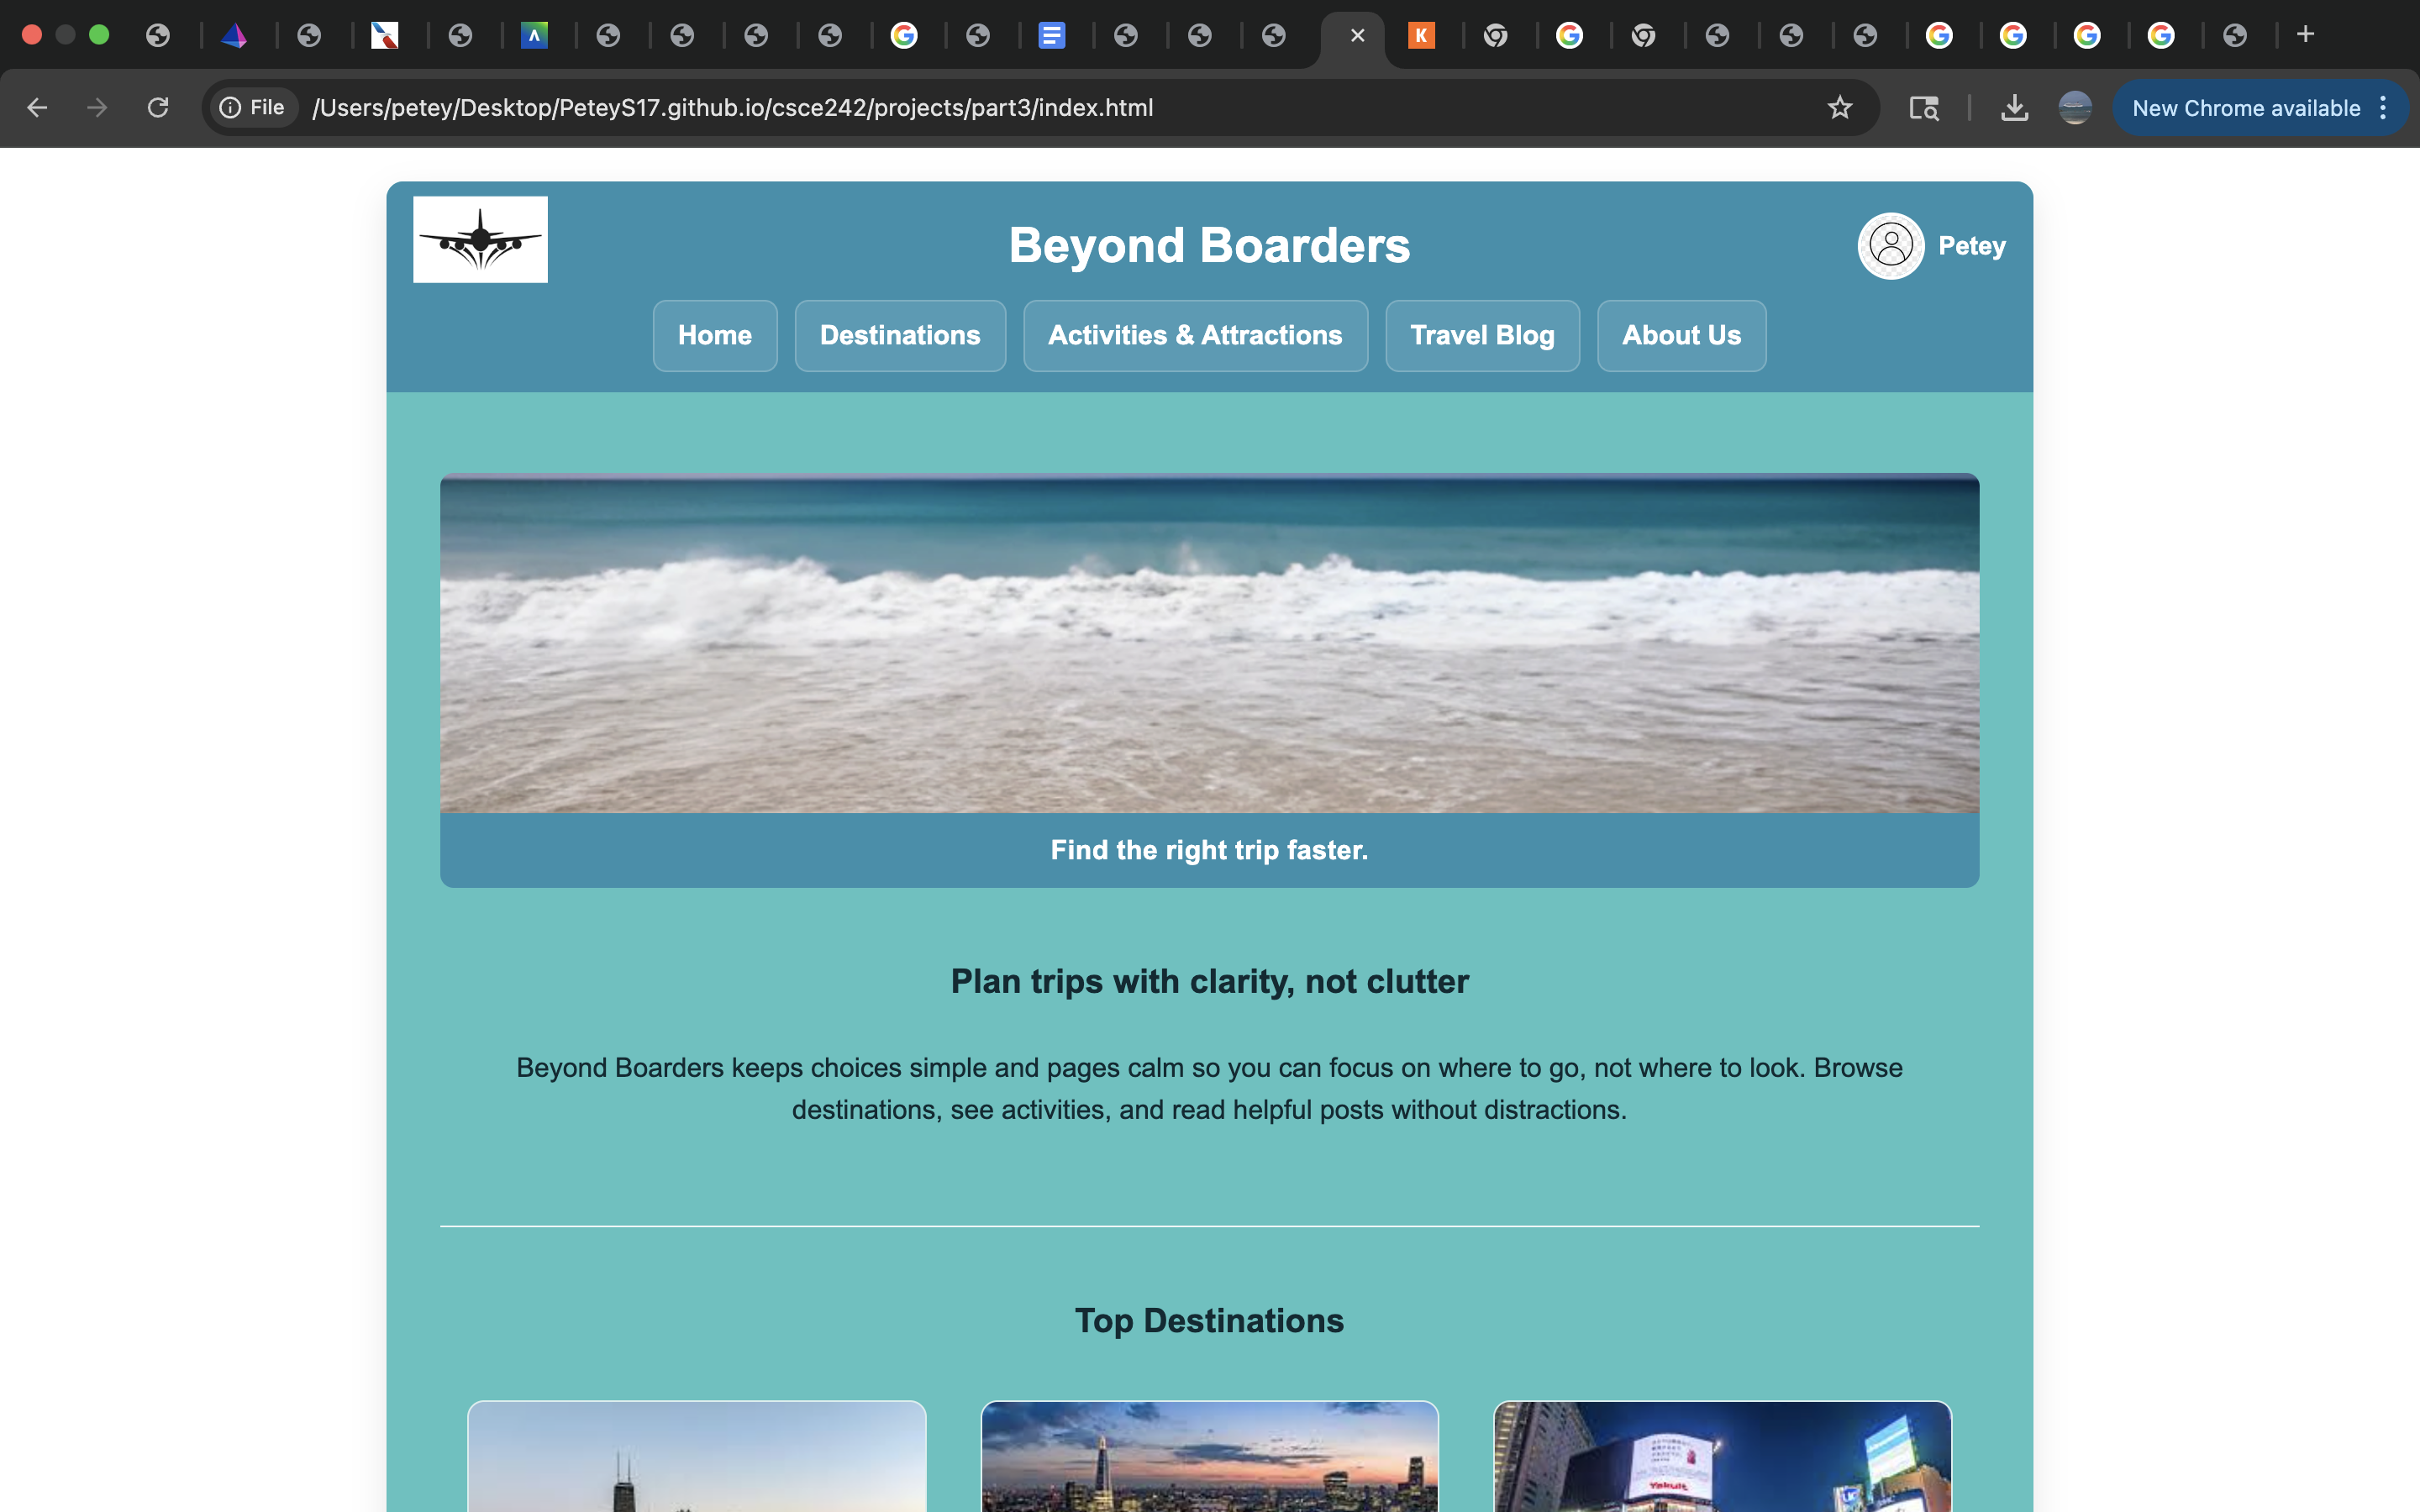 File
/Users/petey/Desktop/PeteyS17.github.io/csce242/projects/part3/index.html
New Chrome available
Beyond Boarders
Petey
Home
Destinations
Activities & Attractions
Travel Blog
About Us
Find the right trip faster.
Plan trips with clarity, not clutter
Beyond Boarders keeps choices simple and pages calm so you can focus on where to go, not where to look. Browse
destinations, see activities, and read helpful posts without distractions.
Top Destinations
Yakult